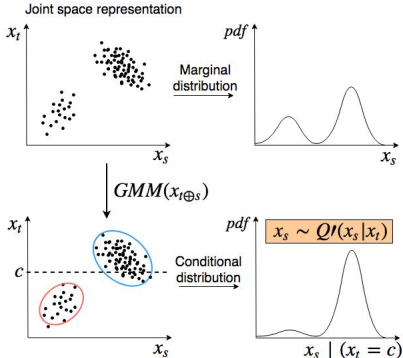 Joint space representation
x_t
x_s
Marginal
distribution
pdf
x_s
GMM(x_{t⊕s})
x_t
c
x_s
Conditional
distribution
pdf
x_s ~ Q′(x_s|x_t)
x_s | (x_t = c)